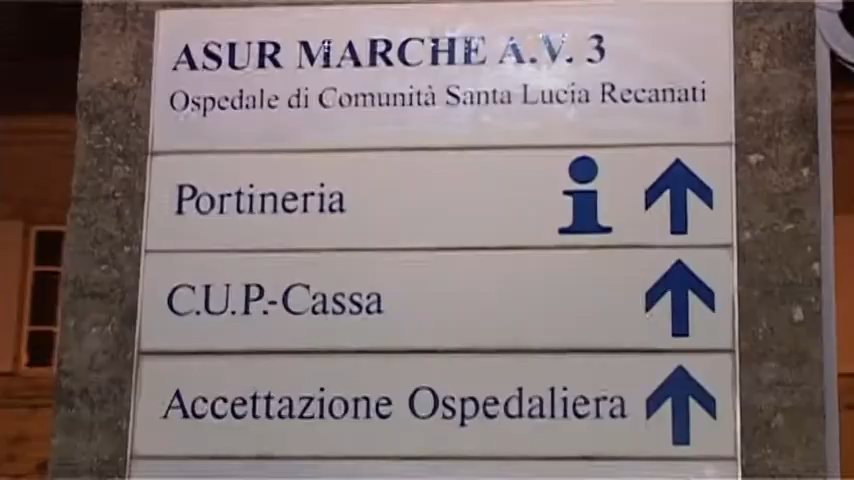 ASUR MARCHE A.V. 3
Ospedale di Comunità Santa Lucia Recanati
Portineria
C.U.P.-Cassa
Accettazione Ospedaliera